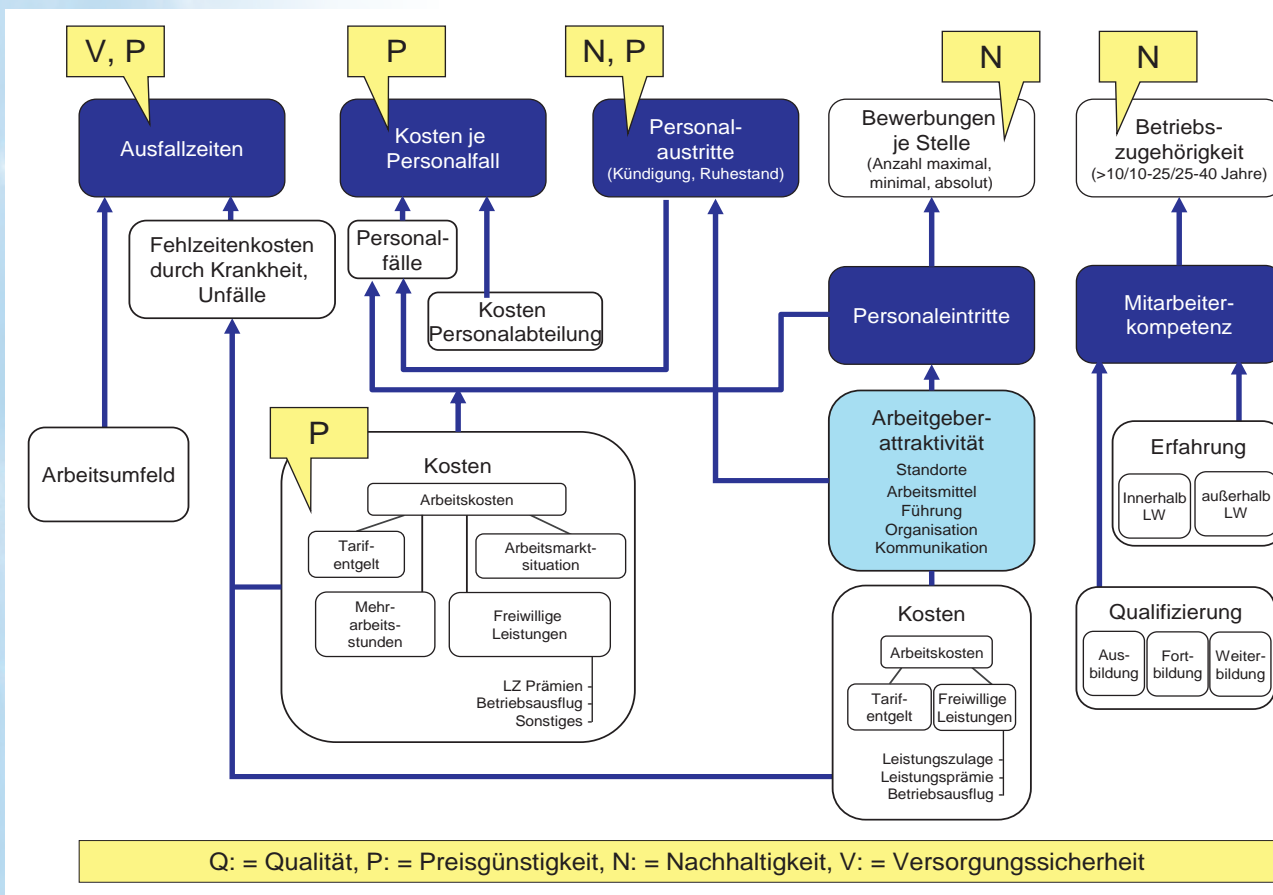 V, P
P
N, P
N
N
Ausfallzeiten
Kosten je
Personalfall
Personal-
austritte
(Kündigung, Ruhestand)
Bewerbungen
je Stelle
(Anzahl maximal,
minimal, absolut)
Betriebs-
zugehörigkeit
(>10/10-25/25-40 Jahre)
Fehlzeitenkosten
durch Krankheit,
Unfälle
Personal-
fälle
Kosten
Personalabteilung
Personaleintritte
Mitarbeiter-
kompetenz
Arbeitsumfeld
P
Kosten
Arbeitskosten
Tarif-
entgelt
Arbeitsmarkt-
situation
Mehr-
arbeits-
stunden
Freiwillige
Leistungen
LZ Prämien
Betriebsausflug
Sonstiges
Arbeitgeber-
attraktivität
Standorte
Arbeitsmittel
Führung
Organisation
Kommunikation
Kosten
Arbeitskosten
Tarif-
entgelt
Freiwillige
Leistungen
Leistungszulage
Leistungsprämie
Betriebsausflug
Erfahrung
Innerhalb
LW
außerhalb
LW
Qualifizierung
Aus-
bildung
Fort-
bildung
Weiter-
bildung
Q: = Qualität, P: = Preisgünstigkeit, N: = Nachhaltigkeit, V: = Versorgungssicherheit